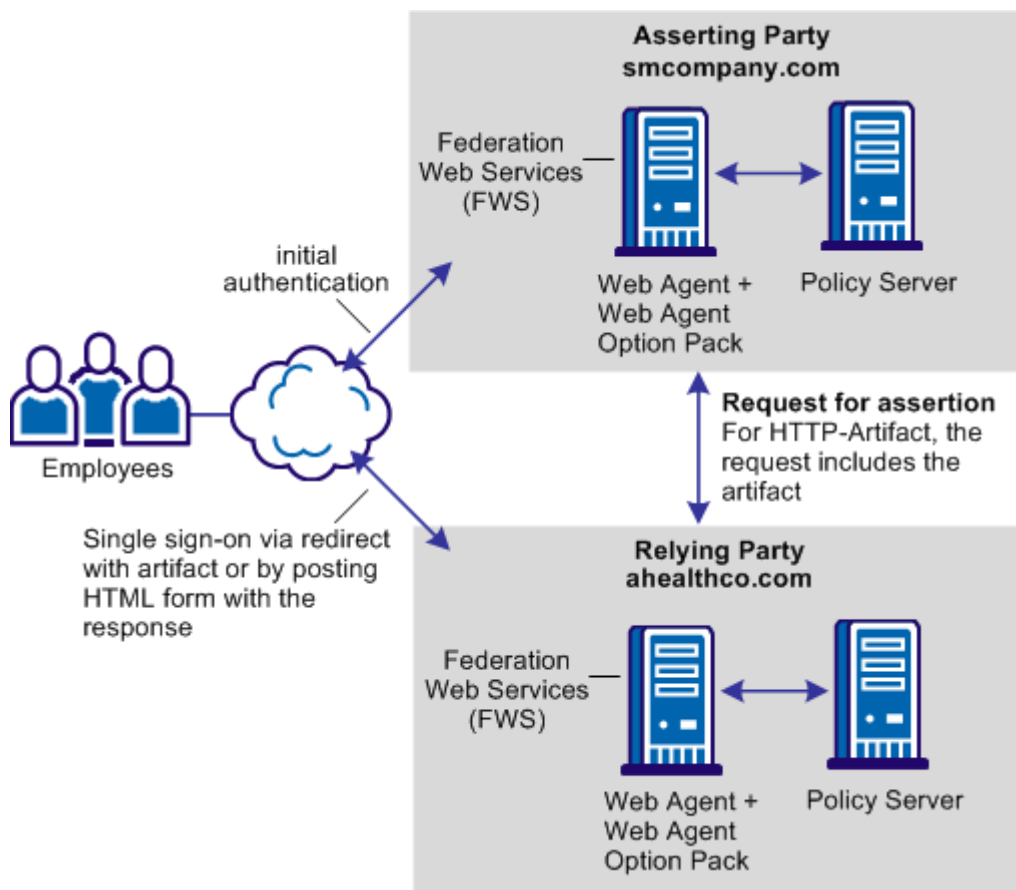 Asserting Party
smcompany.com
Federation
Web Services
(FWS)
Web Agent +
Web Agent
Option Pack
Policy Server
initial
authentication
Employees
Request for assertion
For HTTP-Artifact, the
request includes the
artifact
Single sign-on via redirect
with artifact or by posting
HTML form with the
response
Relying Party
ahealthco.com
Federation
Web Services
(FWS)
Web Agent +
Web Agent
Option Pack
Policy Server